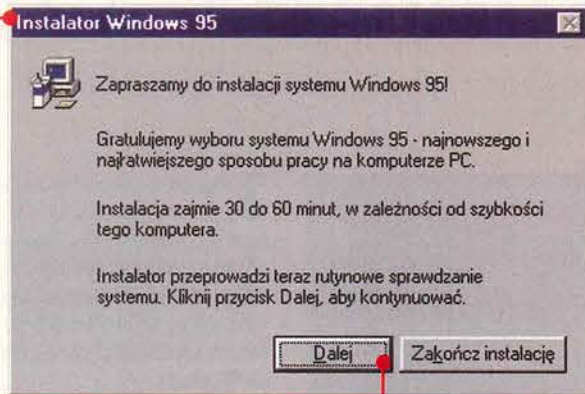 Instalator Windows 95
Zapraszamy do instalacji systemu Windows 95!
Gratulujemy wyboru systemu Windows 95 - najnowszego i
najłatwiejszego sposobu pracy na komputerze PC.
Instalacja zajmie 30 do 60 minut, w zależności od szybkości
tego komputera.
Instalator przeprowadzi teraz rutynowe sprawdzanie
systemu. Kliknij przycisk Dalej, aby kontynuować.
Dalej
Zakończ instalację